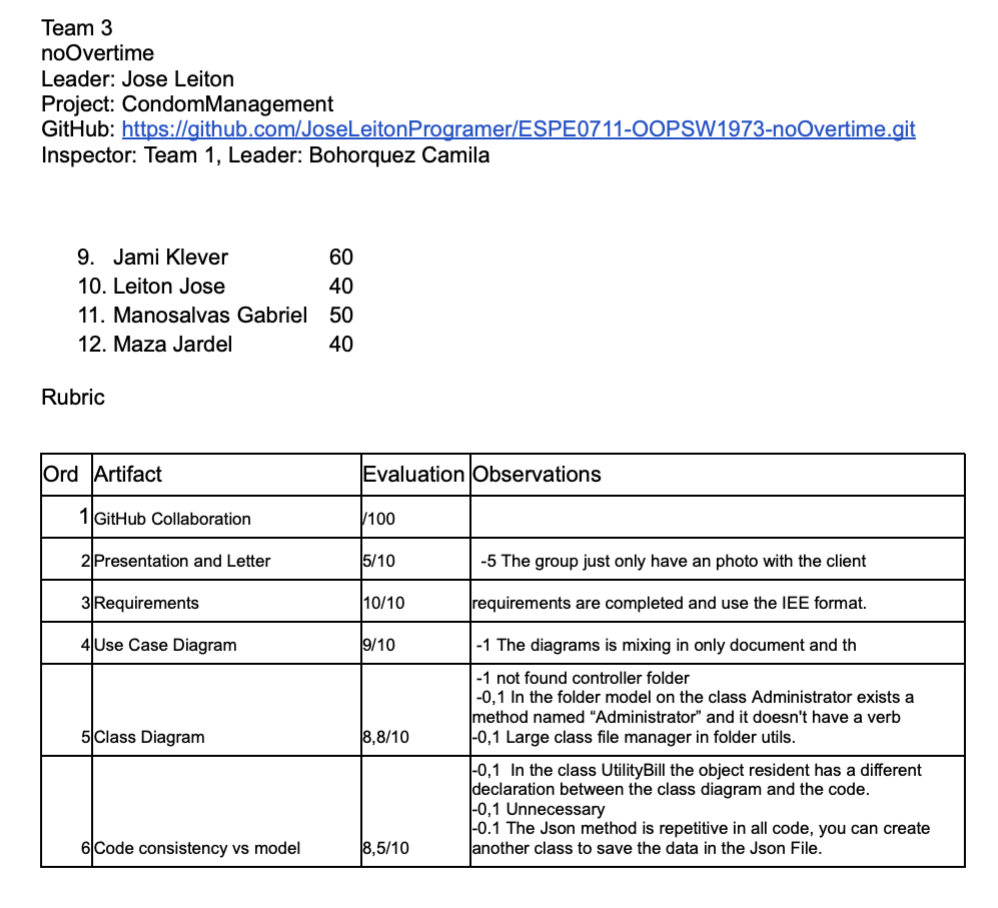 Team 3
noOvertime
Leader: Jose Leiton
Project: CondomManagement
GitHub: https://github.com/JoseLeitonProgramer/ESPE0711-OOPSW1973-noOvertime.git
Inspector: Team 1, Leader: Bohorquez Camila
9. Jami Klever 60
10. Leiton Jose 40
11. Manosalvas Gabriel 50
12. Maza Jardel 40
Rubric
Ord Artifact Evaluation Observations
1 GitHub Collaboration /100
2 Presentation and Letter 5/10 -5 The group just only have an photo with the client
3 Requirements 10/10 requirements are completed and use the IEE format.
4 Use Case Diagram 9/10 -1 The diagrams is mixing in only document and th
-1 not found controller folder
-0,1 In the folder model on the class Administrator exists a
method named “Administrator” and it doesn't have a verb
5 Class Diagram 8,8/10 -0,1 Large class file manager in folder utils.
-0,1 In the class UtilityBill the object resident has a different
declaration between the class diagram and the code.
-0,1 Unnecessary
-0.1 The Json method is repetitive in all code, you can create
6 Code consistency vs model 8,5/10 another class to save the data in the Json File.